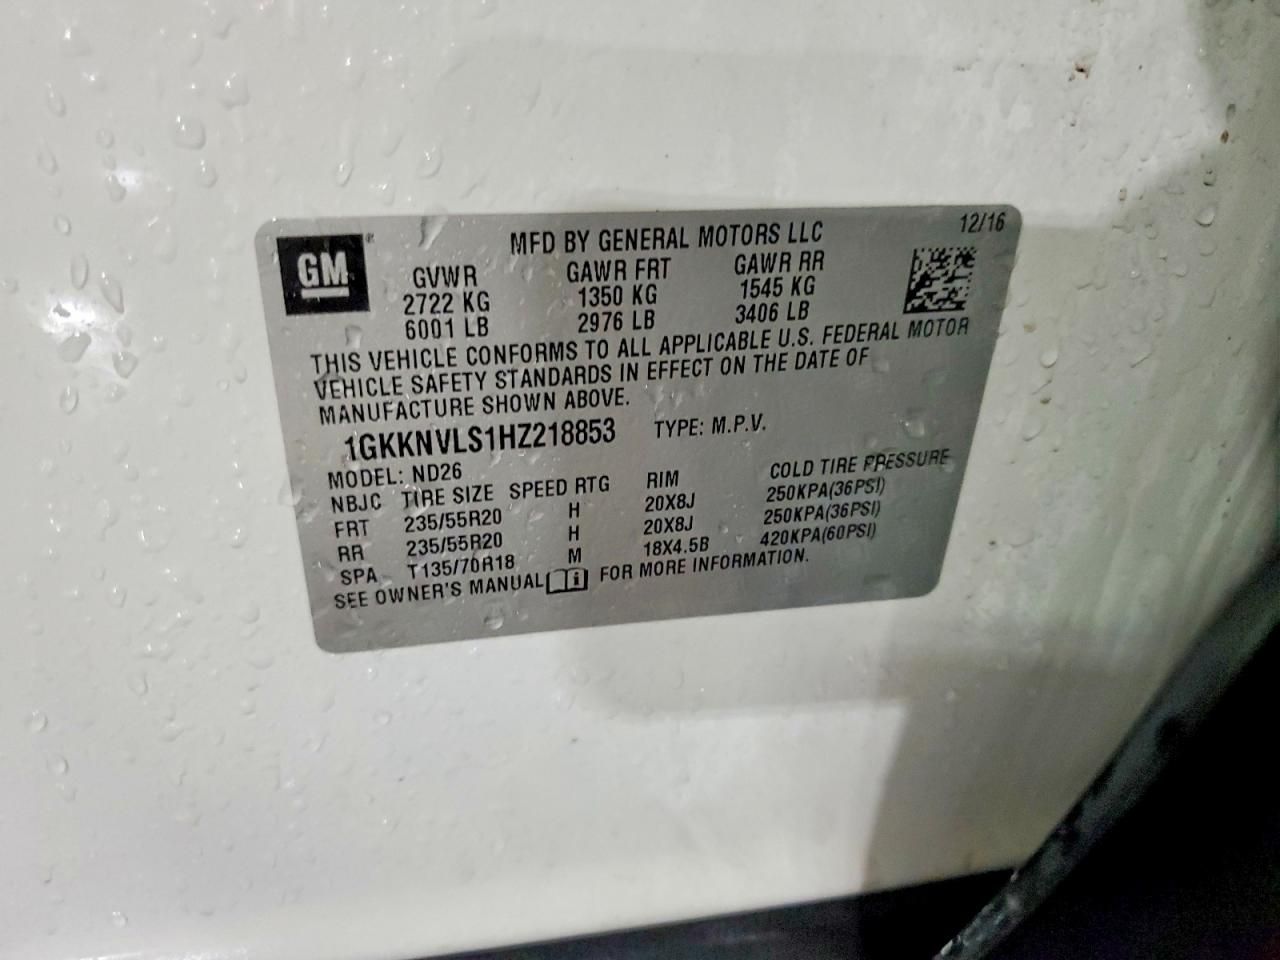 12/16
GM®
MFD BY GENERAL MOTORS LLC
GVWR GAWR FRT GAWR RR
2722 KG 1350 KG 1545 KG
6001 LB 2976 LB 3406 LB
THIS VEHICLE CONFORMS TO ALL APPLICABLE U.S. FEDERAL MOTOR
VEHICLE SAFETY STANDARDS IN EFFECT ON THE DATE OF
MANUFACTURE SHOWN ABOVE.
1GKKNVLS1HZ218853 TYPE: M.P.V.
MODEL: ND26
NBJC TIRE SIZE SPEED RTG RIM COLD TIRE PRESSURE
FRT 235/55R20 H 20X8J 250KPA(36PSI)
RR 235/55R20 H 20X8J 250KPA(36PSI)
SPA T135/70R18 M 18X4.5B 420KPA(60PSI)
SEE OWNER'S MANUAL i FOR MORE INFORMATION.